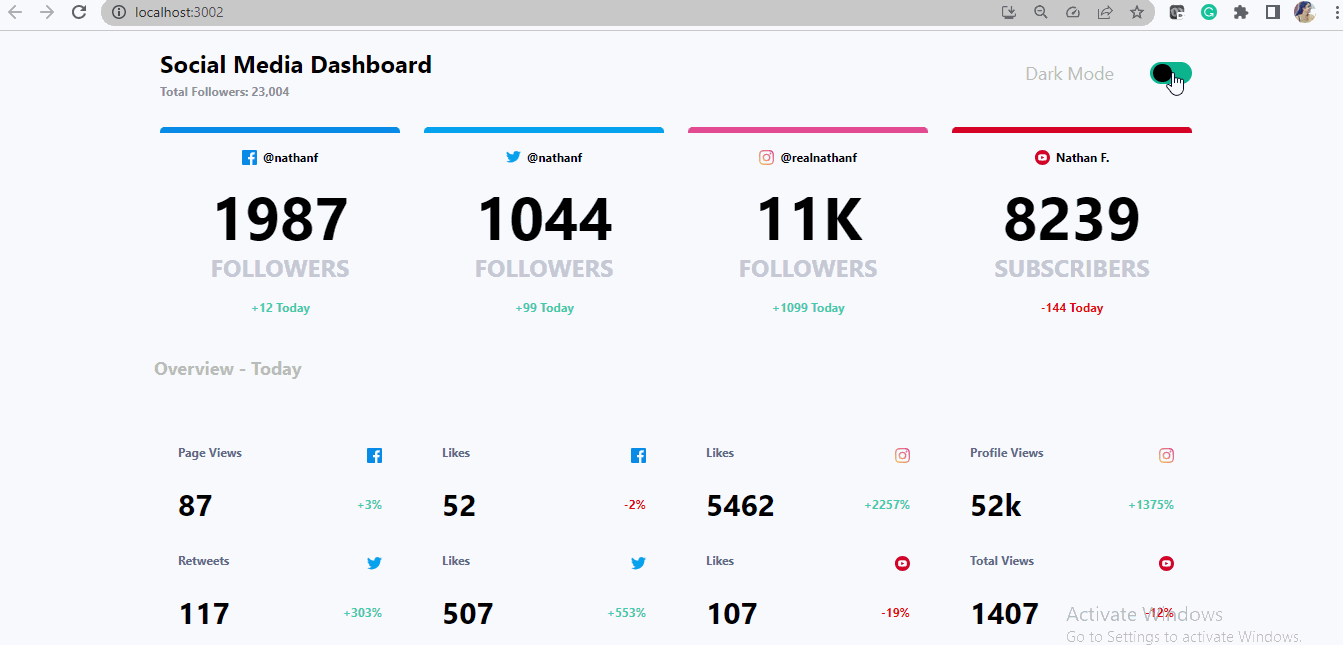 localhost:3002
Social Media Dashboard
Total Followers: 23,004
Dark Mode
@nathanf
1987
FOLLOWERS
+12 Today
@nathanf
1044
FOLLOWERS
+99 Today
@realnathanf
11K
FOLLOWERS
+1099 Today
Nathan F.
8239
SUBSCRIBERS
-144 Today
Overview - Today
Page Views
87
+3%
Likes
52
-2%
Likes
5462
+2257%
Profile Views
52k
+1375%
Retweets
117
+303%
Likes
507
+553%
Likes
107
-19%
Total Views
1407
-12%
Activate Windows
Go to Settings to activate Windows.